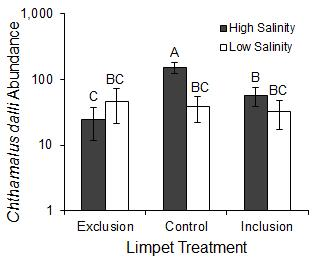 1,000
High Salinity
Low Salinity
A
100
BC
BC
B
BC
C
10
1
Chthamalus dalli Abundance
Exclusion Control Inclusion
Limpet Treatment